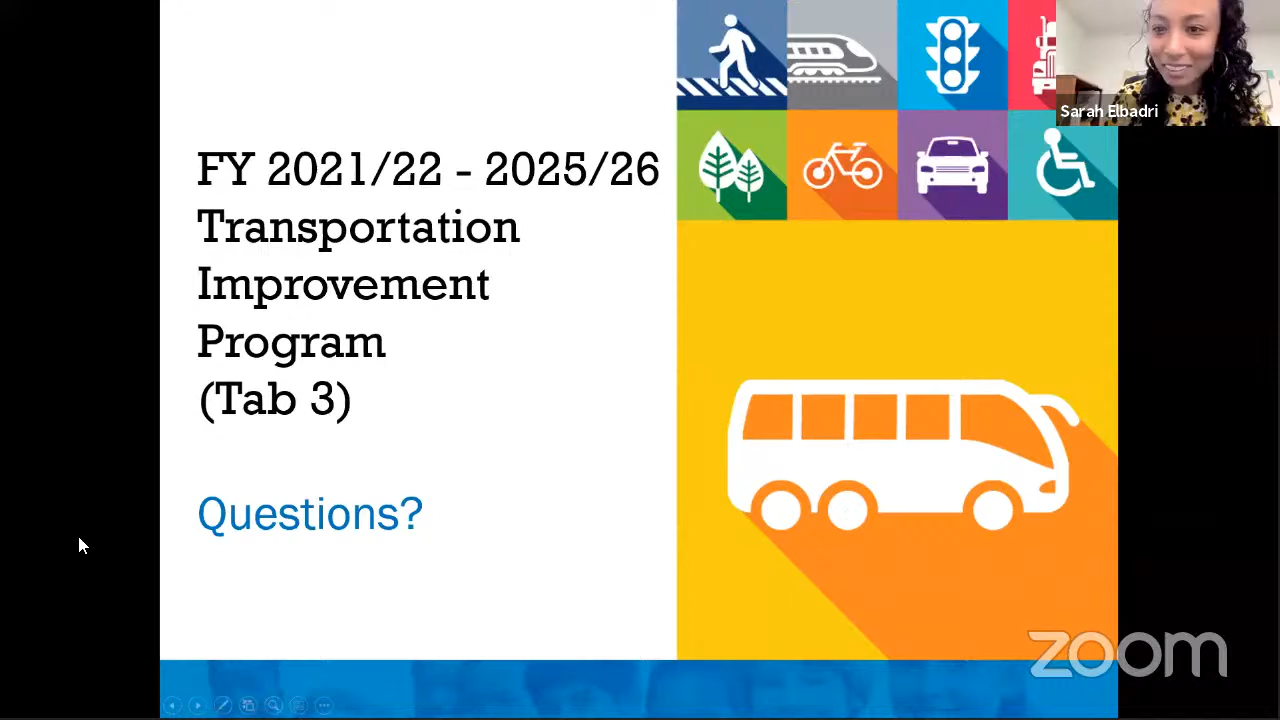 FY 2021/22 - 2025/26
Transportation
Improvement
Program
(Tab 3)
Questions?
Sarah Elbadri
zoom